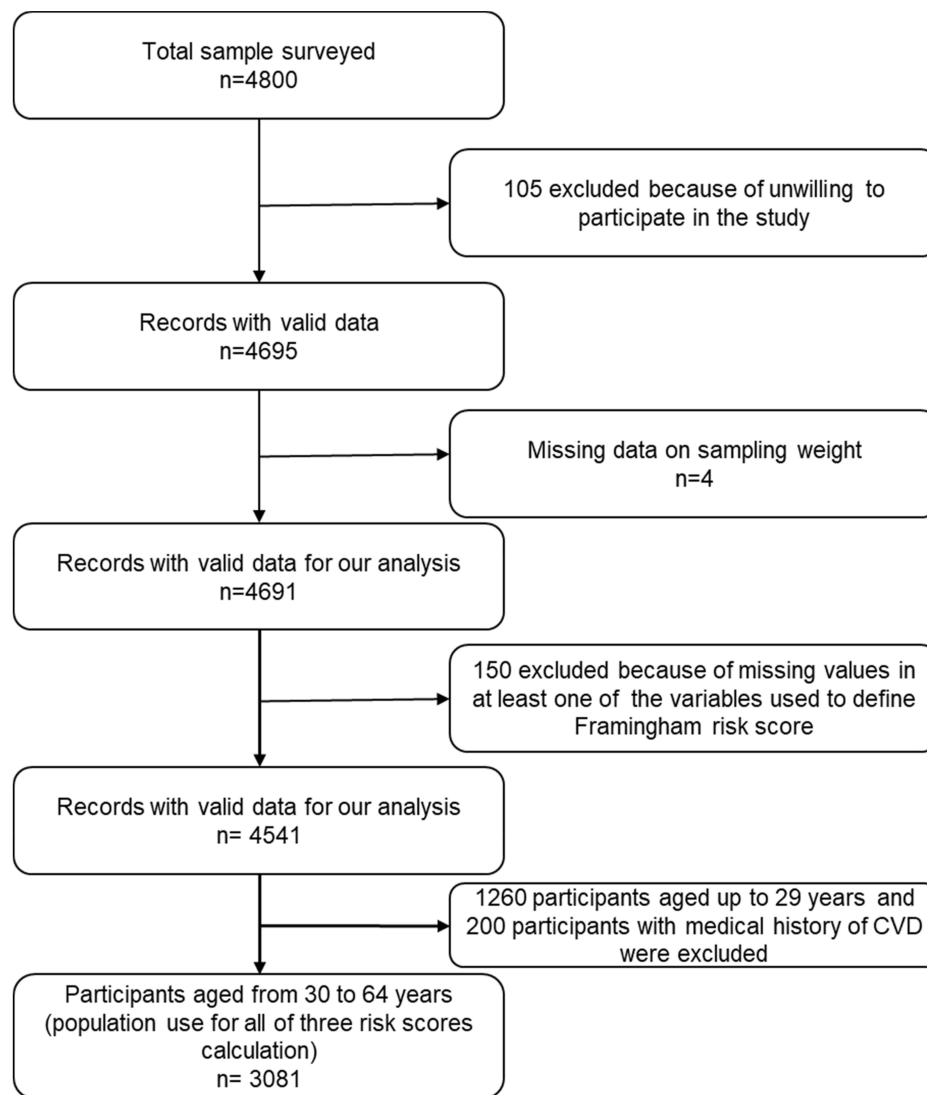 Total sample surveyed
n=4800
105 excluded because of unwilling to
participate in the study
Records with valid data
n=4695
Missing data on sampling weight
n=4
Records with valid data for our analysis
n=4691
150 excluded because of missing values in
at least one of the variables used to define
Framingham risk score
Records with valid data for our analysis
n= 4541
1260 participants aged up to 29 years and
200 participants with medical history of CVD
were excluded
Participants aged from 30 to 64 years
(population use for all of three risk scores
calculation)
n= 3081